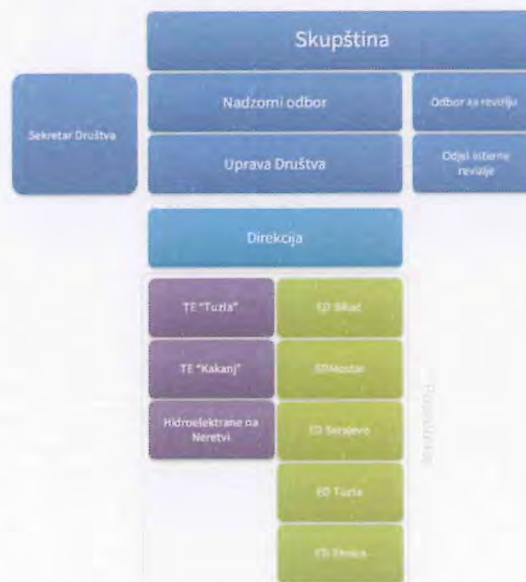 Skupština
Nadzorni odbor
Odbor za reviziju
Sekretar Društva
Uprava Društva
Odjel interne
revizije
Direkcija
TE "Tuzla"
ED Bihać
TE "Kakanj"
ED Mostar
Hidroelektrane na
Neretvi
ED Sarajevo
ED Tuzla
ED Zenica